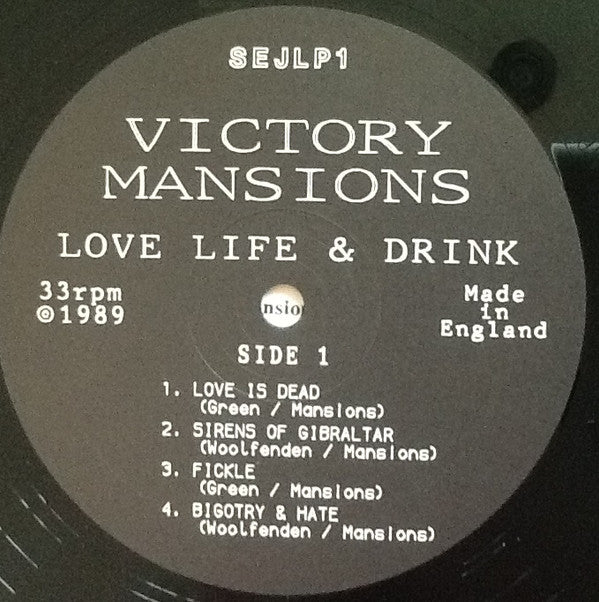 SEJLP1
VICTORY
MANSIONS
LOVE LIFE & DRINK
33rpm
©1989
nsion
Made
in
England
SIDE 1
1. LOVE IS DEAD
(Green / Mansions)
2. SIRENS OF GIBRALTAR
(Woolfenden / Mansions)
3. FICKLE
(Green / Mansions)
4. BIGOTRY & HATE
(Woolfenden / Mansions)